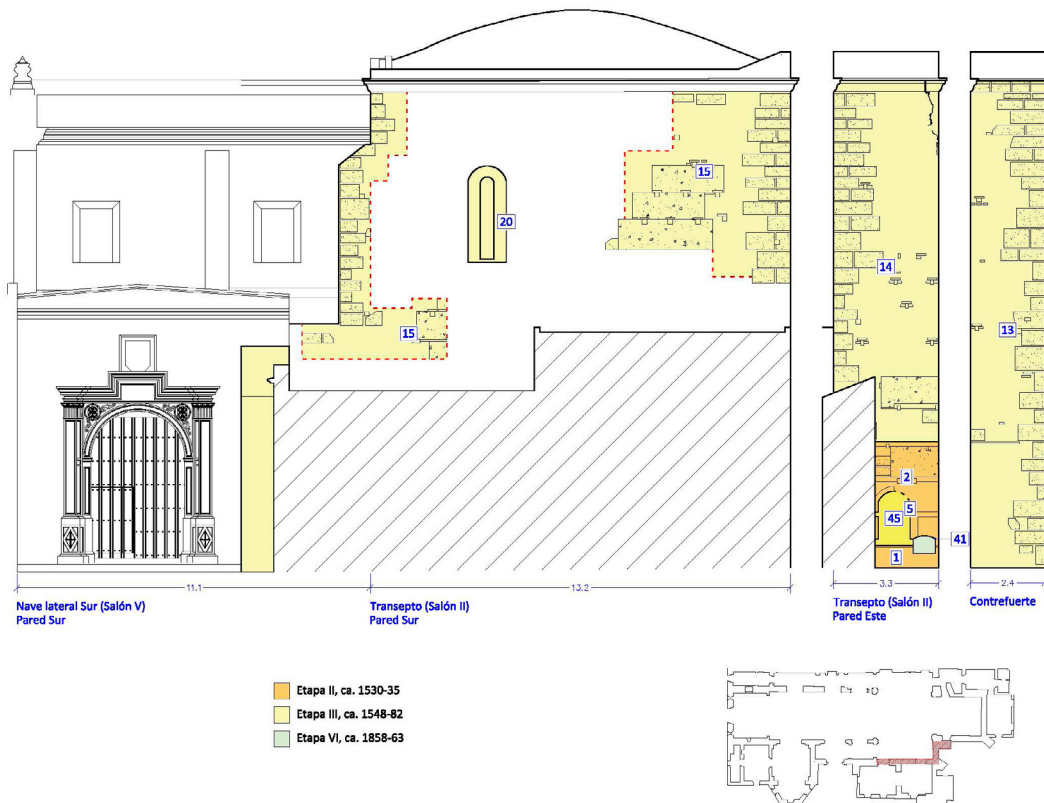 15
20
14
15
13
2
5
45
41
1
11.1
13.2
3.3
2.4
Nave lateral Sur (Salón V)
Pared Sur
Transepto (Salón II)
Pared Sur
Transepto (Salón II)
Pared Este
Contrefuerte
Etapa II, ca. 1530-35
Etapa III, ca. 1548-82
Etapa VI, ca. 1858-63